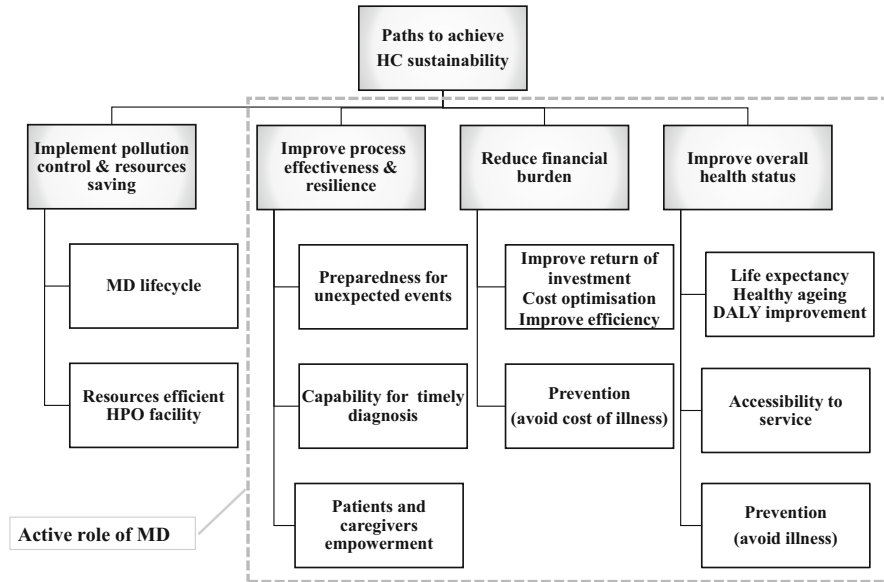 Paths to achieve
HC sustainability
Implement pollution
control & resources
saving
Improve process
effectiveness &
resilience
Reduce financial
burden
Improve overall
health status
MD lifecycle
Resources efficient
HPO facility
Preparedness for
unexpected events
Capability for timely
diagnosis
Patients and
caregivers
empowerment
Improve return of
investment
Cost optimisation
Improve efficiency
Prevention
(avoid cost of illness)
Life expectancy
Healthy ageing
DALY improvement
Accessibility to
service
Prevention
(avoid illness)
Active role of MD